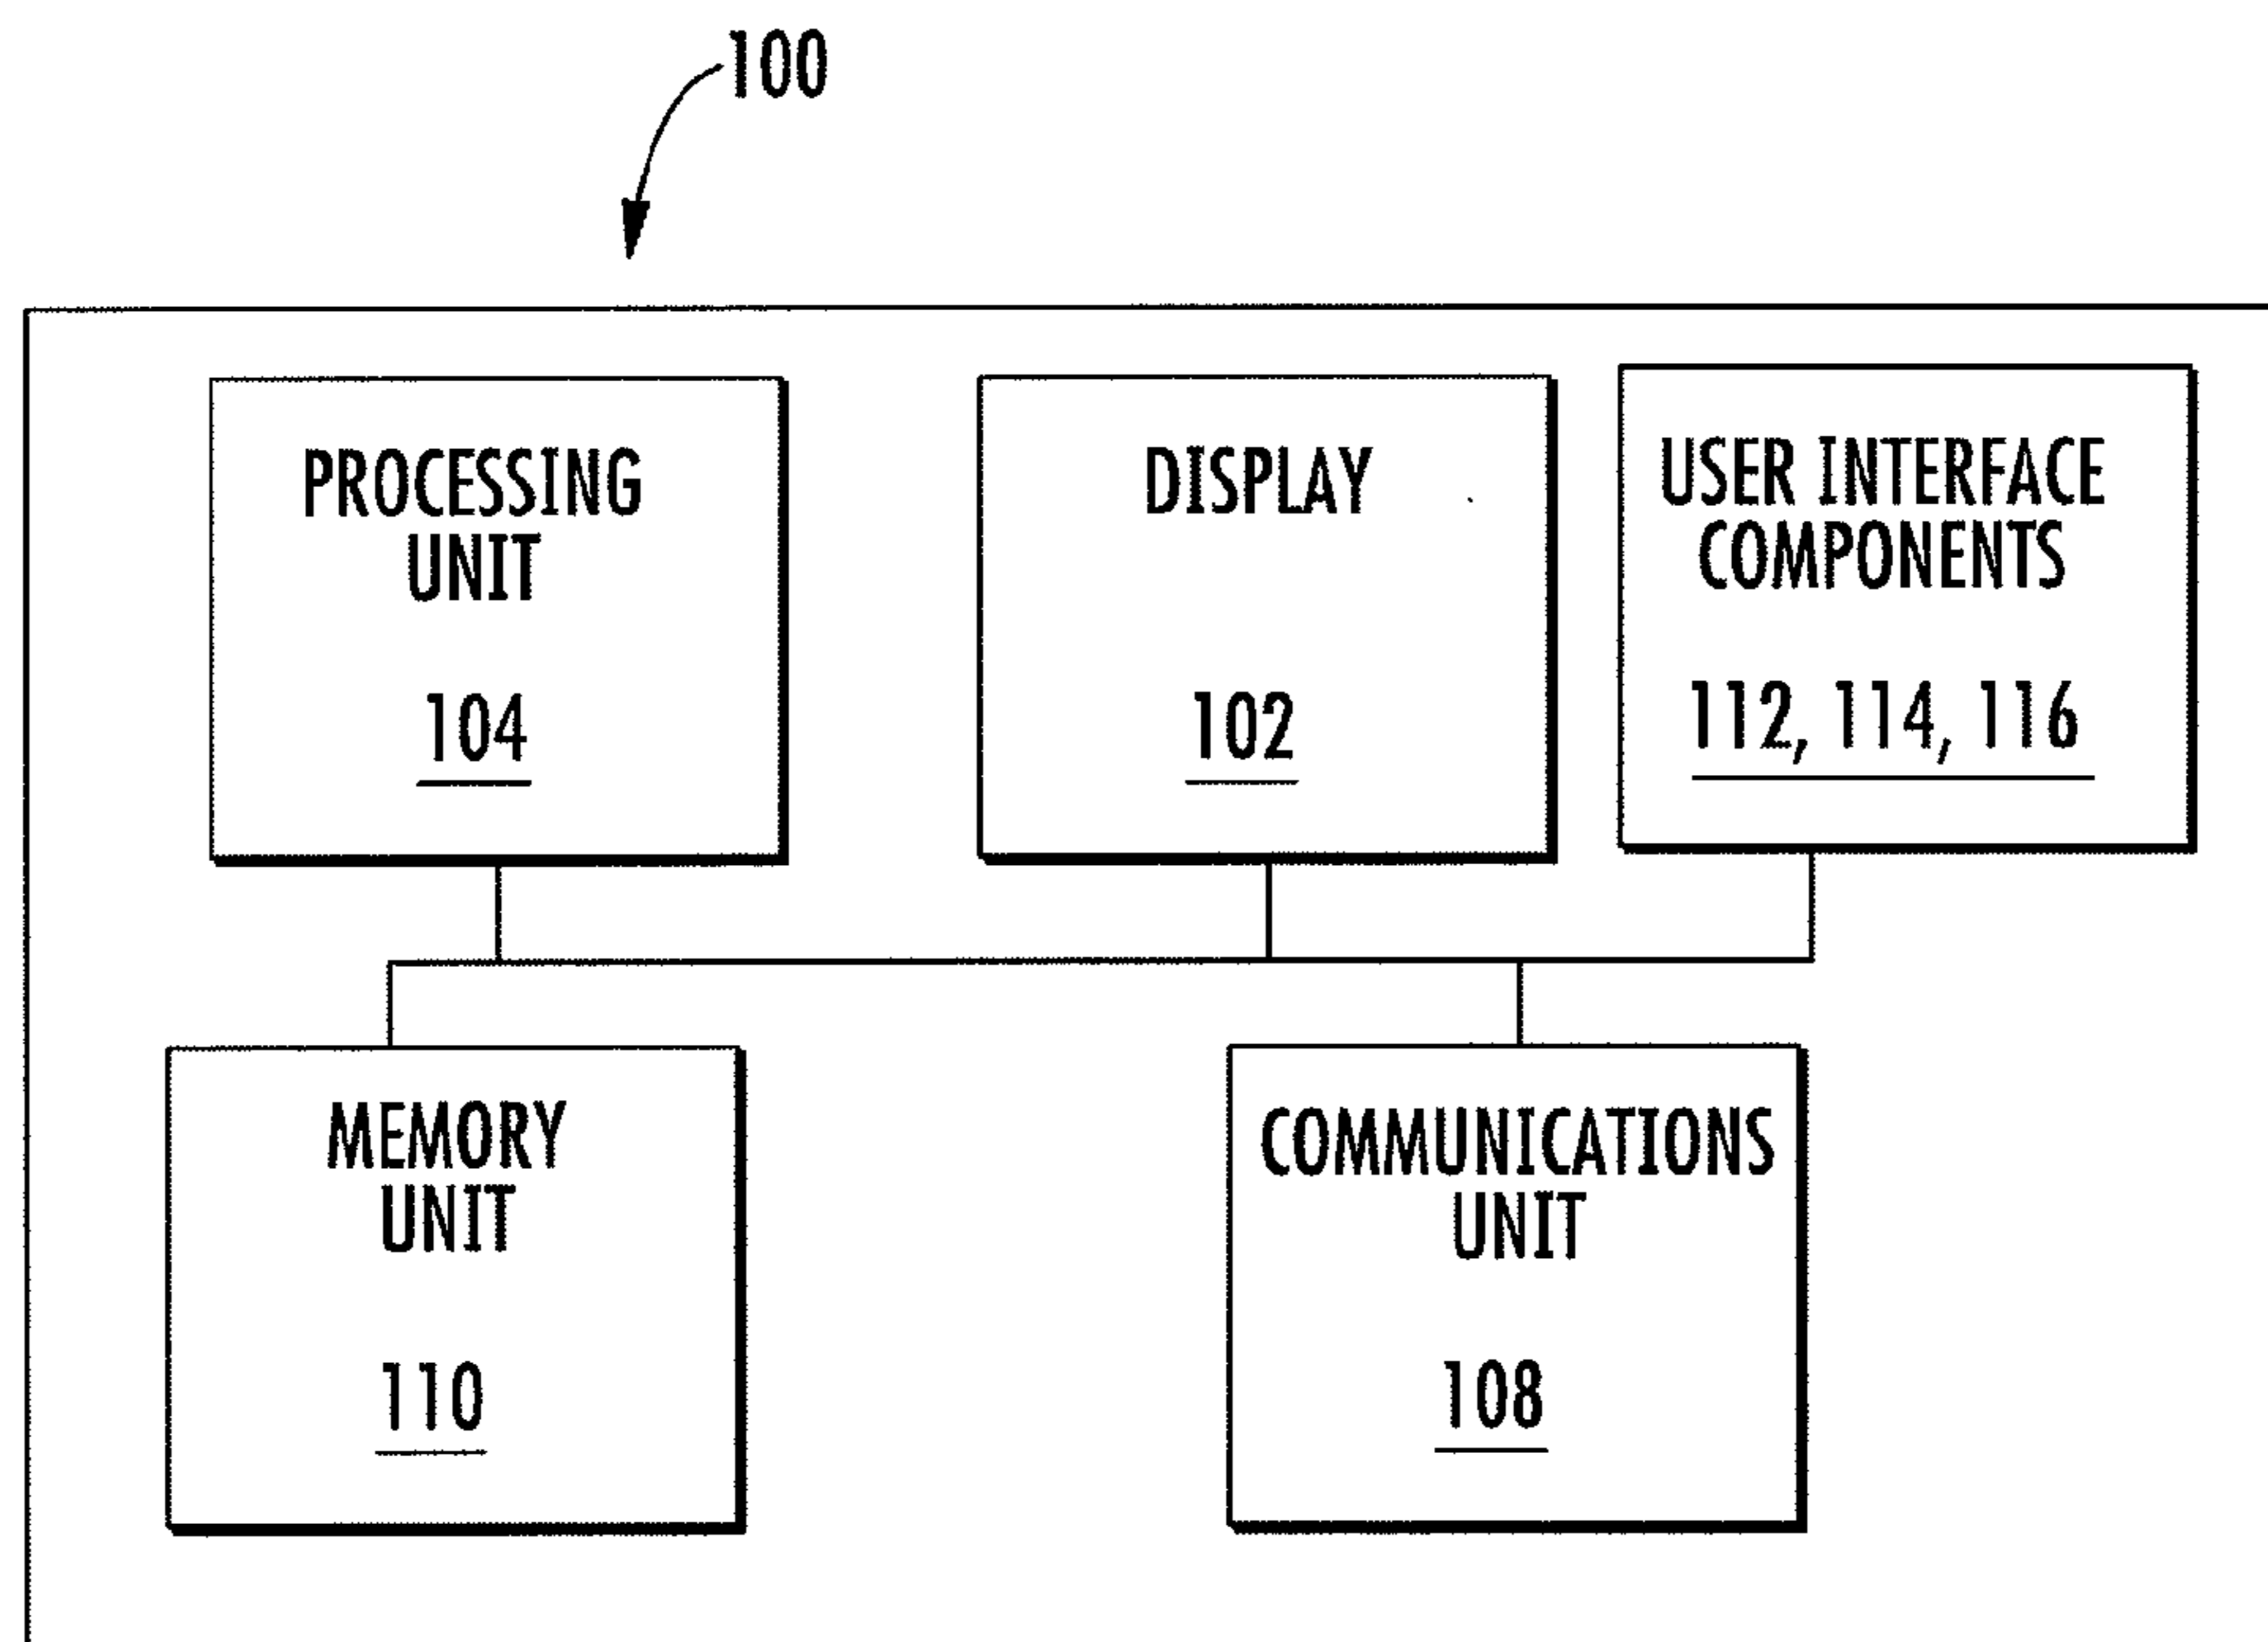 100
PROCESSING
UNIT
104
DISPLAY
102
USER INTERFACE
COMPONENTS
112, 114, 116
MEMORY
UNIT
110
COMMUNICATIONS
UNIT
108